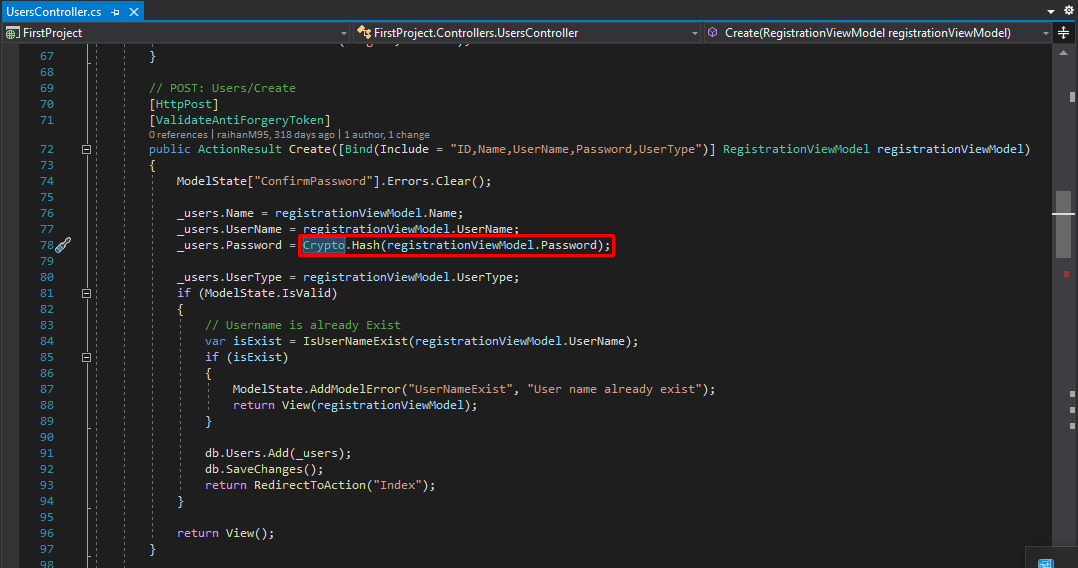 UsersController.cs
FirstProject FirstProject.Controllers.UsersController Create(RegistrationViewModel registrationViewModel)
67 }
68
69 // POST: Users/Create
70 [HttpPost]
71 [ValidateAntiForgeryToken]
0 references | raihanM95, 318 days ago | 1 author, 1 change
72 public ActionResult Create([Bind(Include = "ID,Name,UserName,Password,UserType")] RegistrationViewModel registrationViewModel)
73 {
74 ModelState["ConfirmPassword"].Errors.Clear();
75
76 _users.Name = registrationViewModel.Name;
77 _users.UserName = registrationViewModel.UserName;
78 _users.Password = Crypto.Hash(registrationViewModel.Password);
79
80 _users.UserType = registrationViewModel.UserType;
81 if (ModelState.IsValid)
82 {
83 // Username is already Exist
84 var isExist = IsUserNameExist(registrationViewModel.UserName);
85 if (isExist)
86 {
87 ModelState.AddModelError("UserNameExist", "User name already exist");
88 return View(registrationViewModel);
89 }
90
91 db.Users.Add(_users);
92 db.SaveChanges();
93 return RedirectToAction("Index");
94 }
95
96 return View();
97 }
98